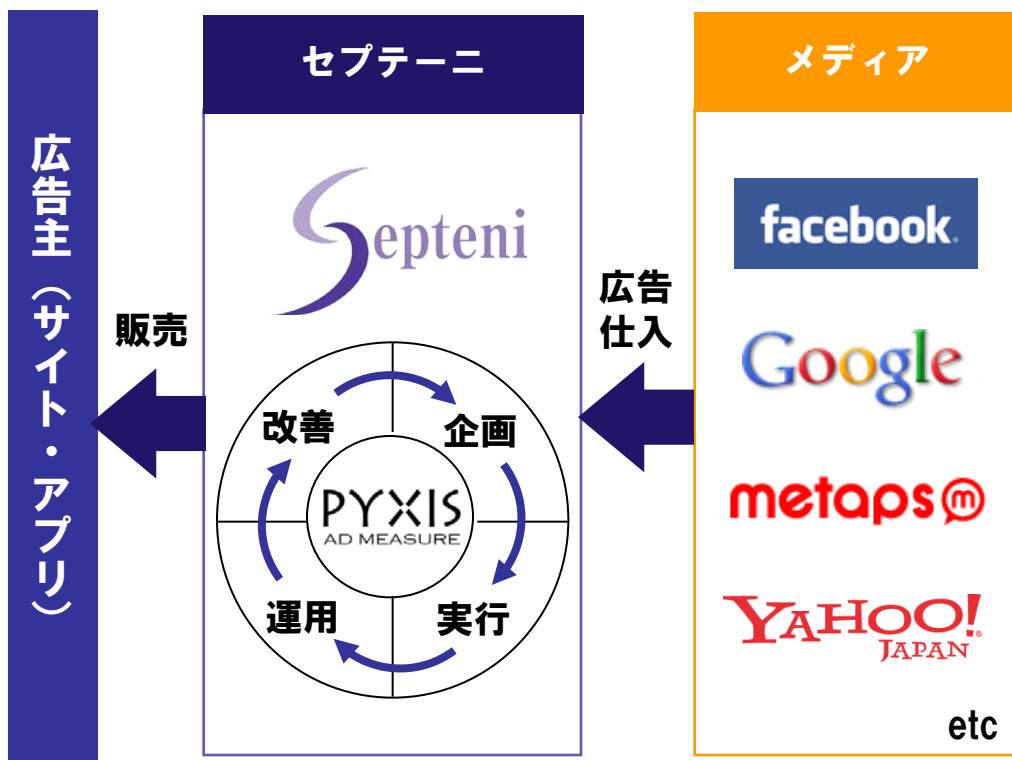 広告主（サイト・アプリ）
販売
セプテーニ
Septeni
改善
企画
PYXIS
AD MEASURE
運用
実行
広告
仕入
メディア
facebook.
Google
metaps m
YAHOO!
JAPAN
etc